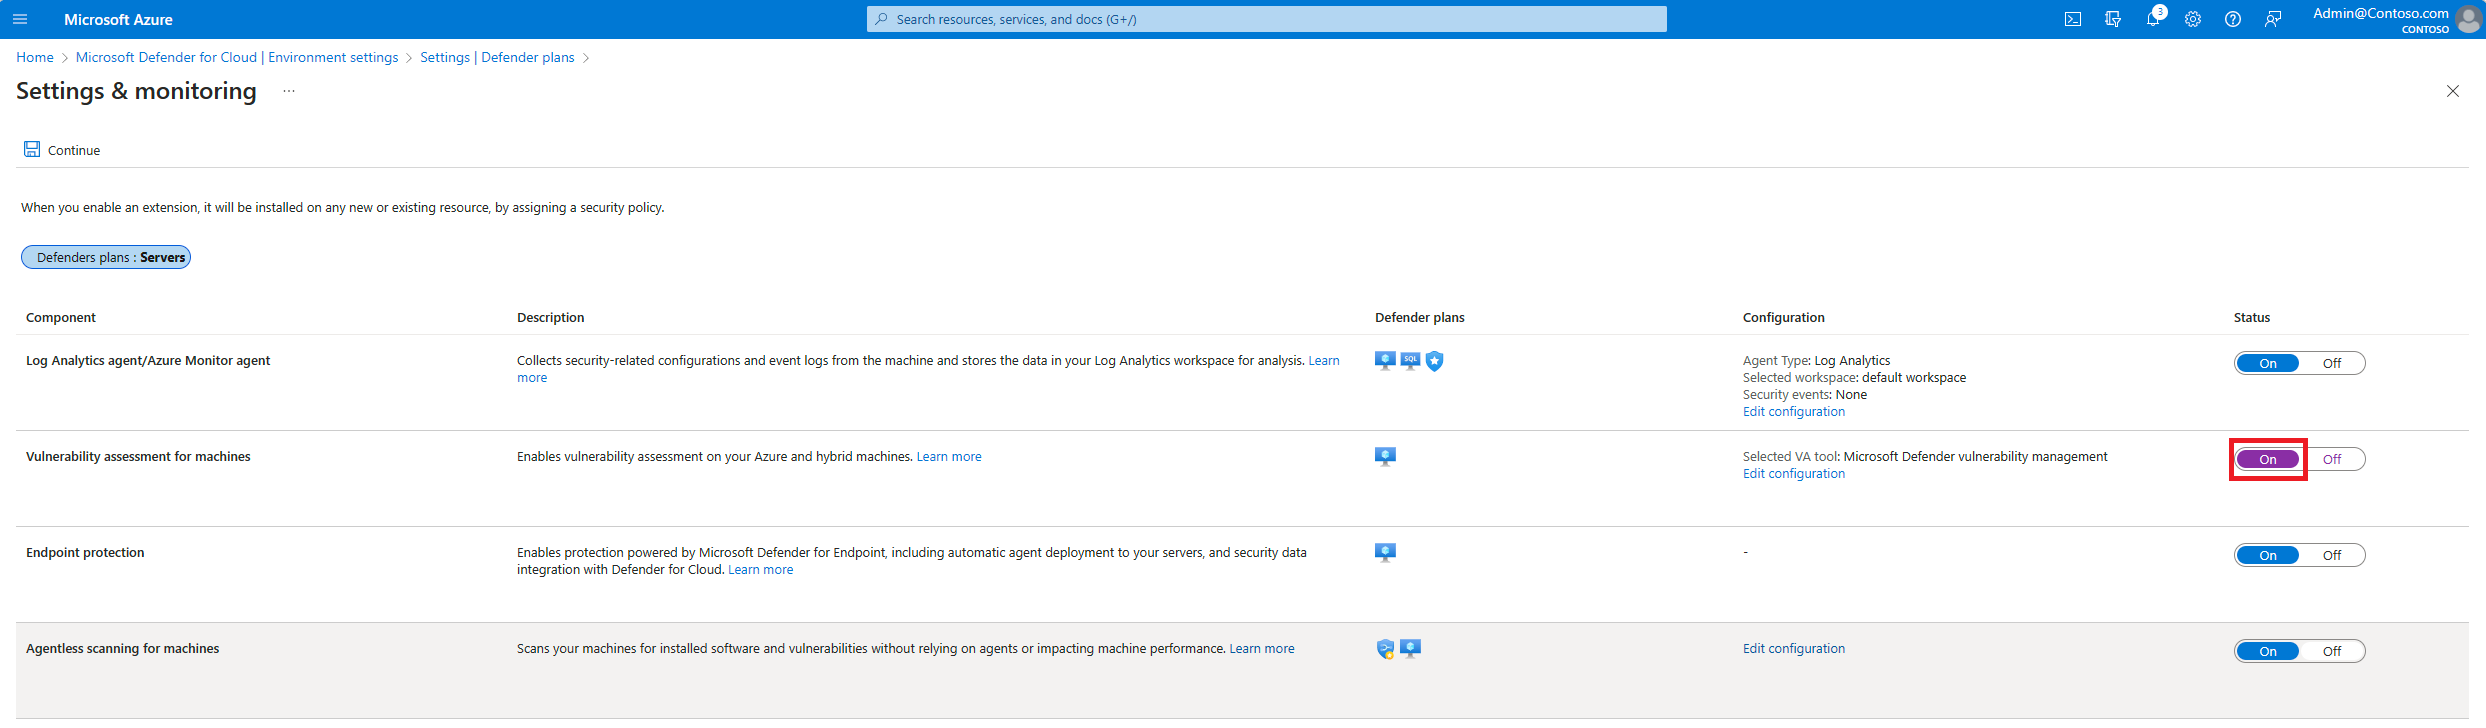 Microsoft Azure
Search resources, services, and docs (G+/)
3
Admin@Contoso.com
CONTOSO
Home > Microsoft Defender for Cloud | Environment settings > Settings | Defender plans >
Settings & monitoring ...
Continue
When you enable an extension, it will be installed on any new or existing resource, by assigning a security policy.
Defenders plans : Servers
Component Description Defender plans Configuration Status
Log Analytics agent/Azure Monitor agent
Collects security-related configurations and event logs from the machine and stores the data in your Log Analytics workspace for analysis. Learn
more
SQL
Agent Type: Log Analytics
Selected workspace: default workspace
Security events: None
Edit configuration
On Off
Vulnerability assessment for machines
Enables vulnerability assessment on your Azure and hybrid machines. Learn more
Selected VA tool: Microsoft Defender vulnerability management
Edit configuration
On Off
Endpoint protection
Enables protection powered by Microsoft Defender for Endpoint, including automatic agent deployment to your servers, and security data
integration with Defender for Cloud. Learn more
-
On Off
Agentless scanning for machines
Scans your machines for installed software and vulnerabilities without relying on agents or impacting machine performance. Learn more
Edit configuration
On Off